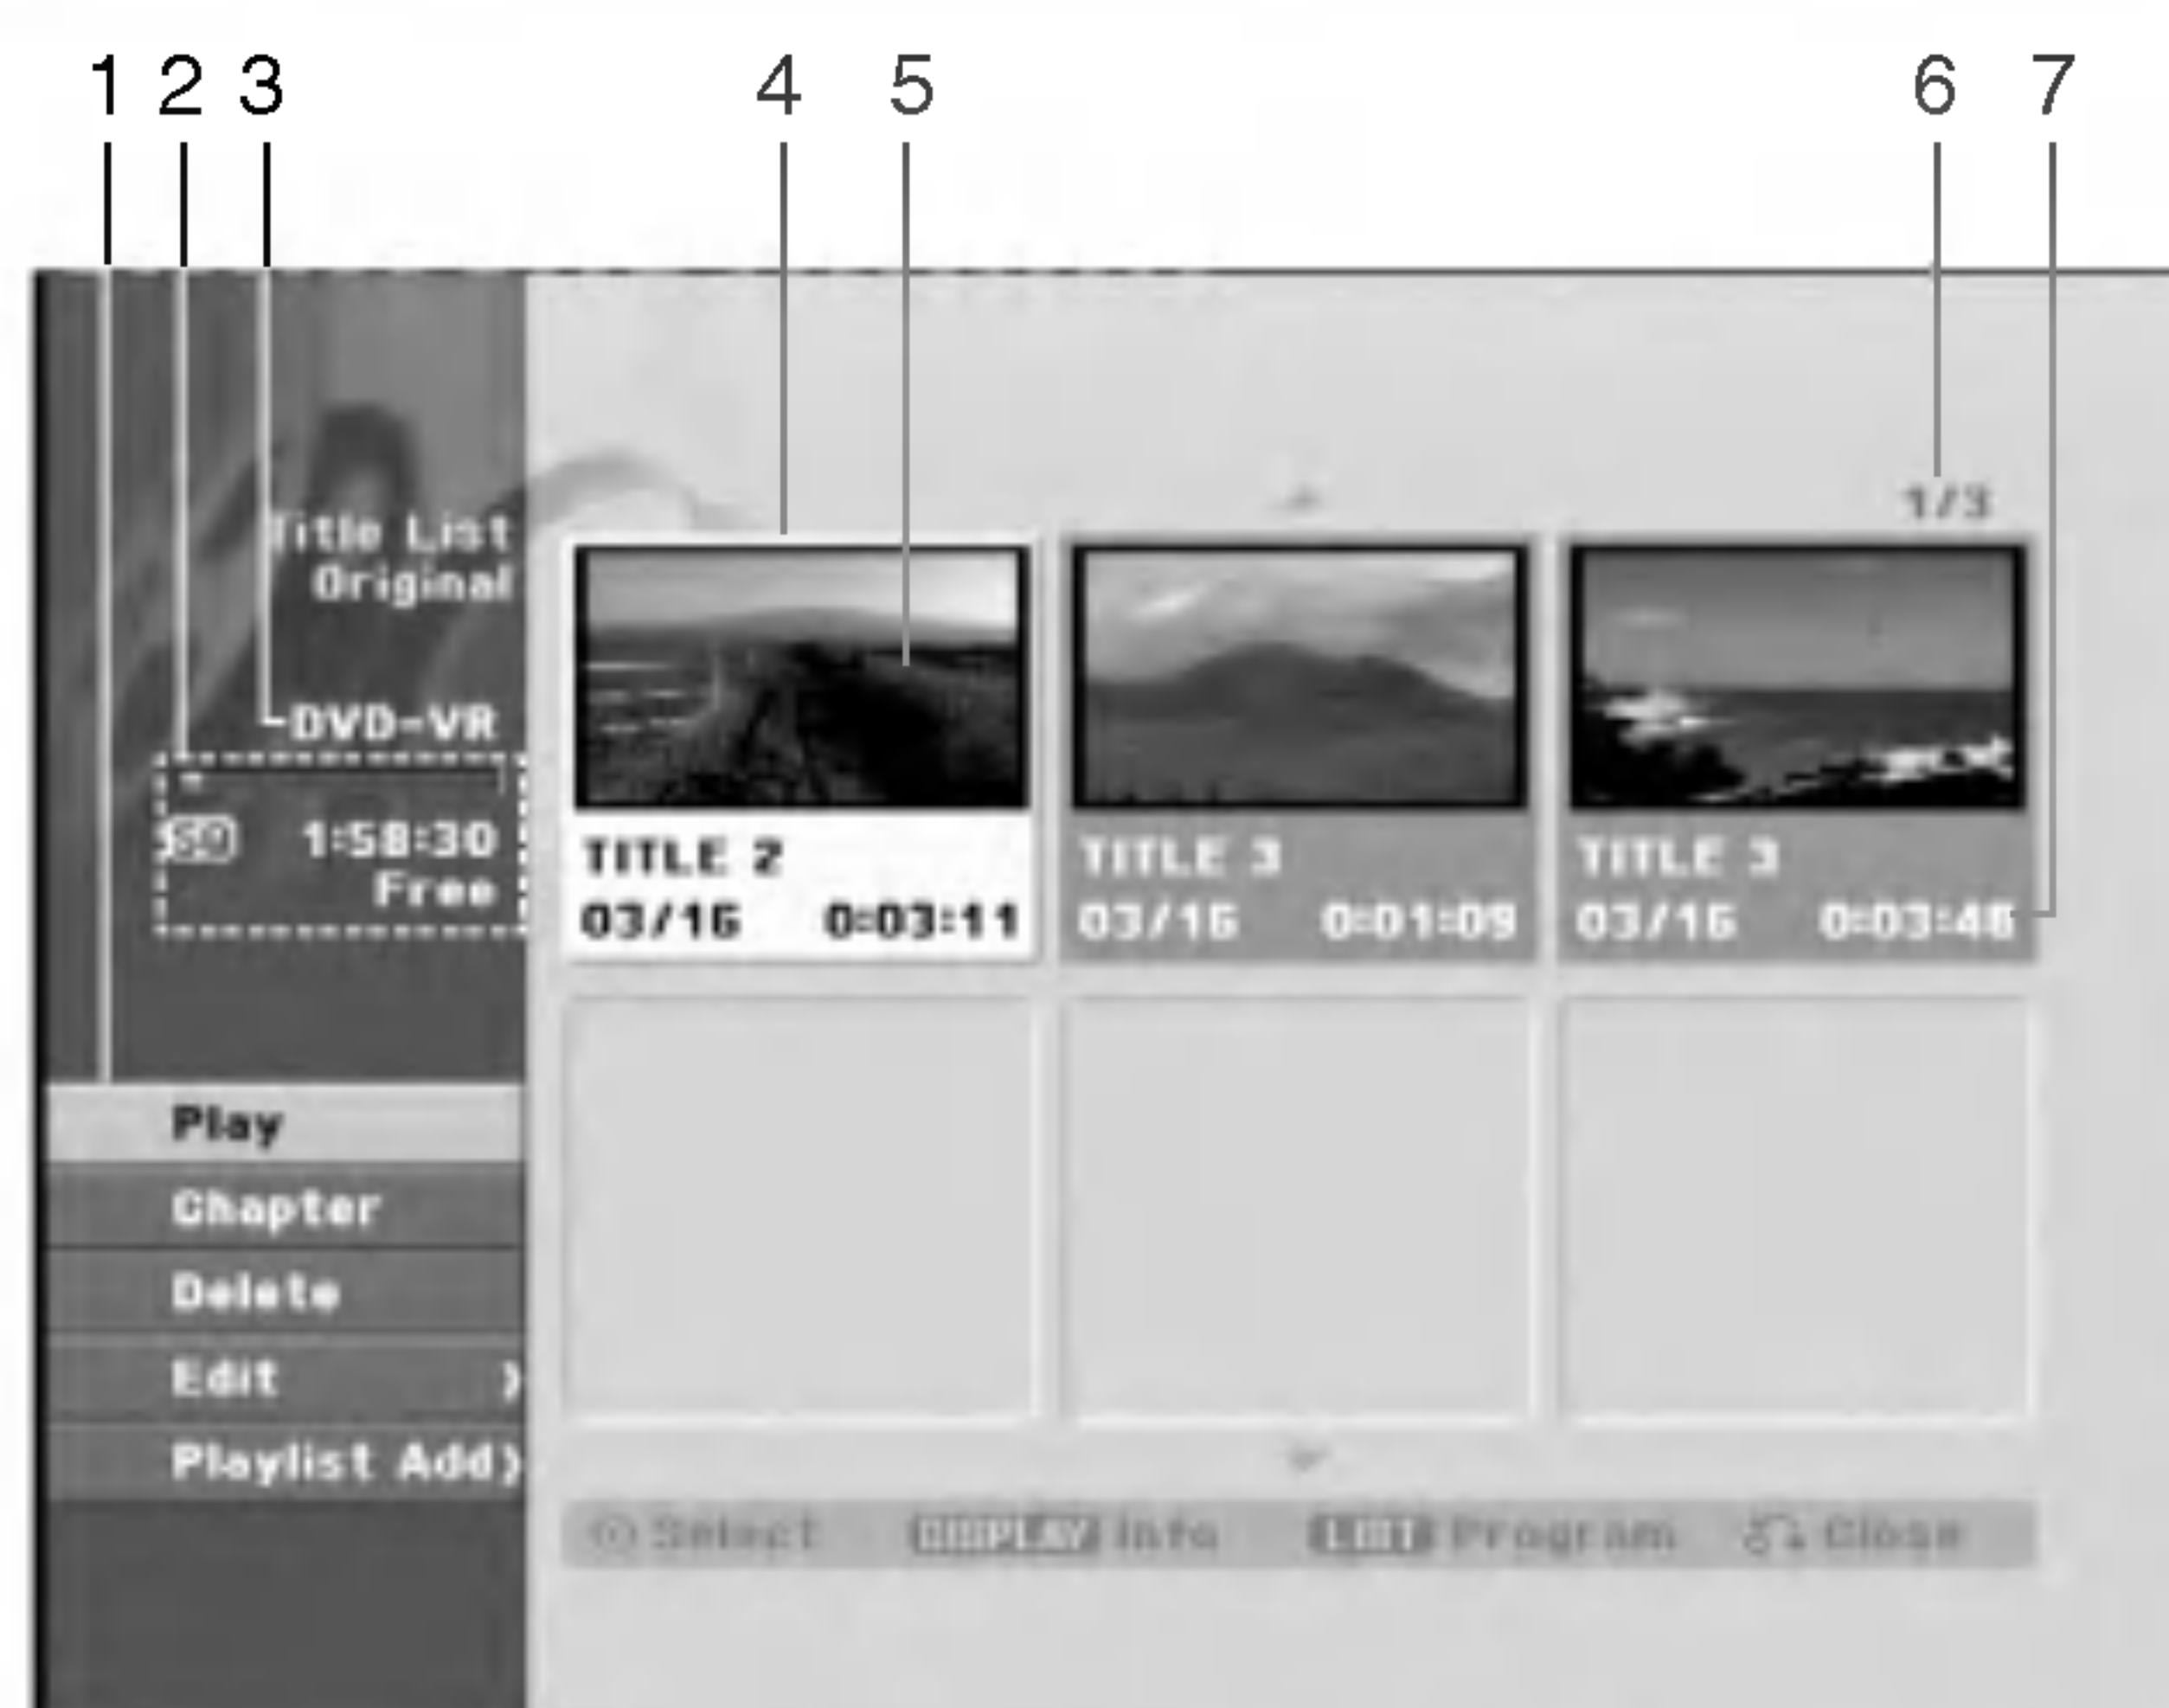 1 2 3 4 5 6 7
Title List
Original
DVD-VR
SQ 1:58:30
Free
Play
Chapter
Delete
Edit
Playlist Add
1/3
TITLE 2
03/16 0:03:11
TITLE 3
03/16 0:01:09
TITLE 3
03/16 0:03:46
Select DISPLAY Info LIST Program Close